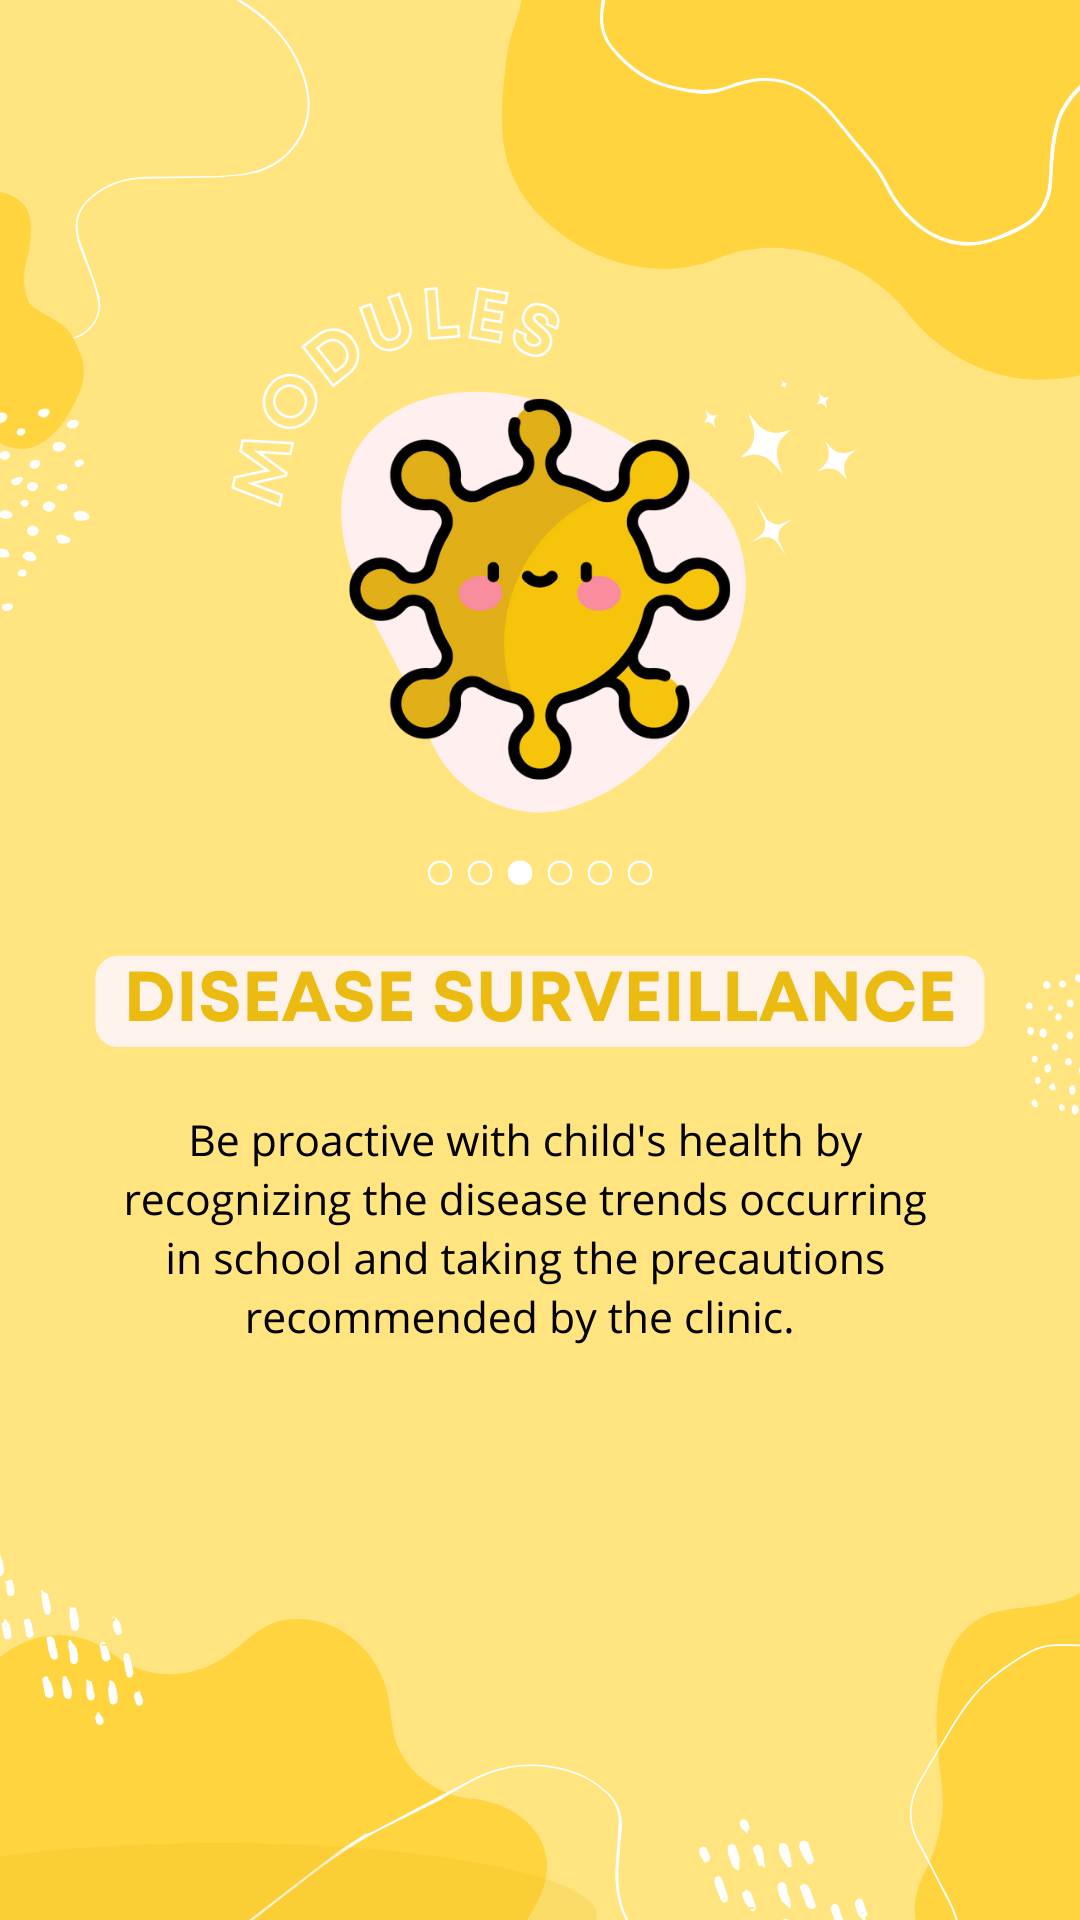 MODULES
DISEASE SURVEILLANCE
Be proactive with child's health by
recognizing the disease trends occurring
in school and taking the precautions
recommended by the clinic.